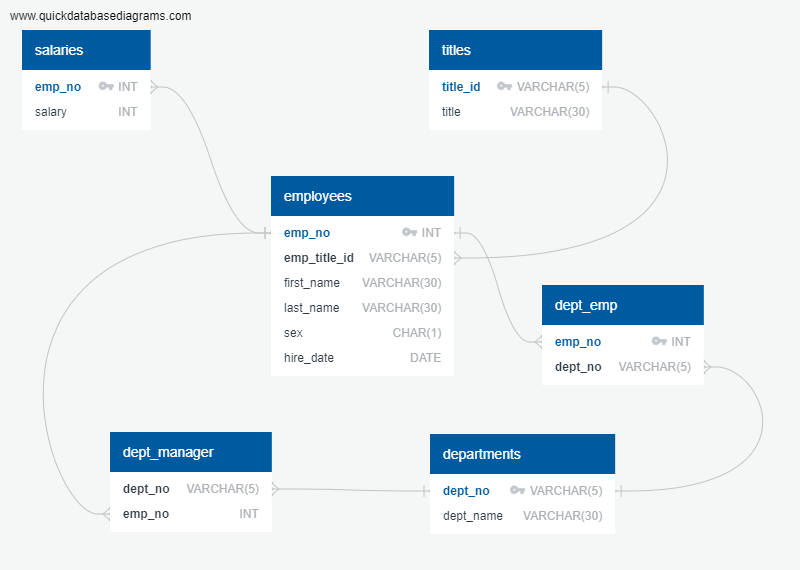 www.quickdatabasediagrams.com
salaries
emp_no INT
salary INT
titles
title_id VARCHAR(5)
title VARCHAR(30)
employees
emp_no INT
emp_title_id VARCHAR(5)
first_name VARCHAR(30)
last_name VARCHAR(30)
sex CHAR(1)
hire_date DATE
dept_emp
emp_no INT
dept_no VARCHAR(5)
dept_manager
dept_no VARCHAR(5)
emp_no INT
departments
dept_no VARCHAR(5)
dept_name VARCHAR(30)